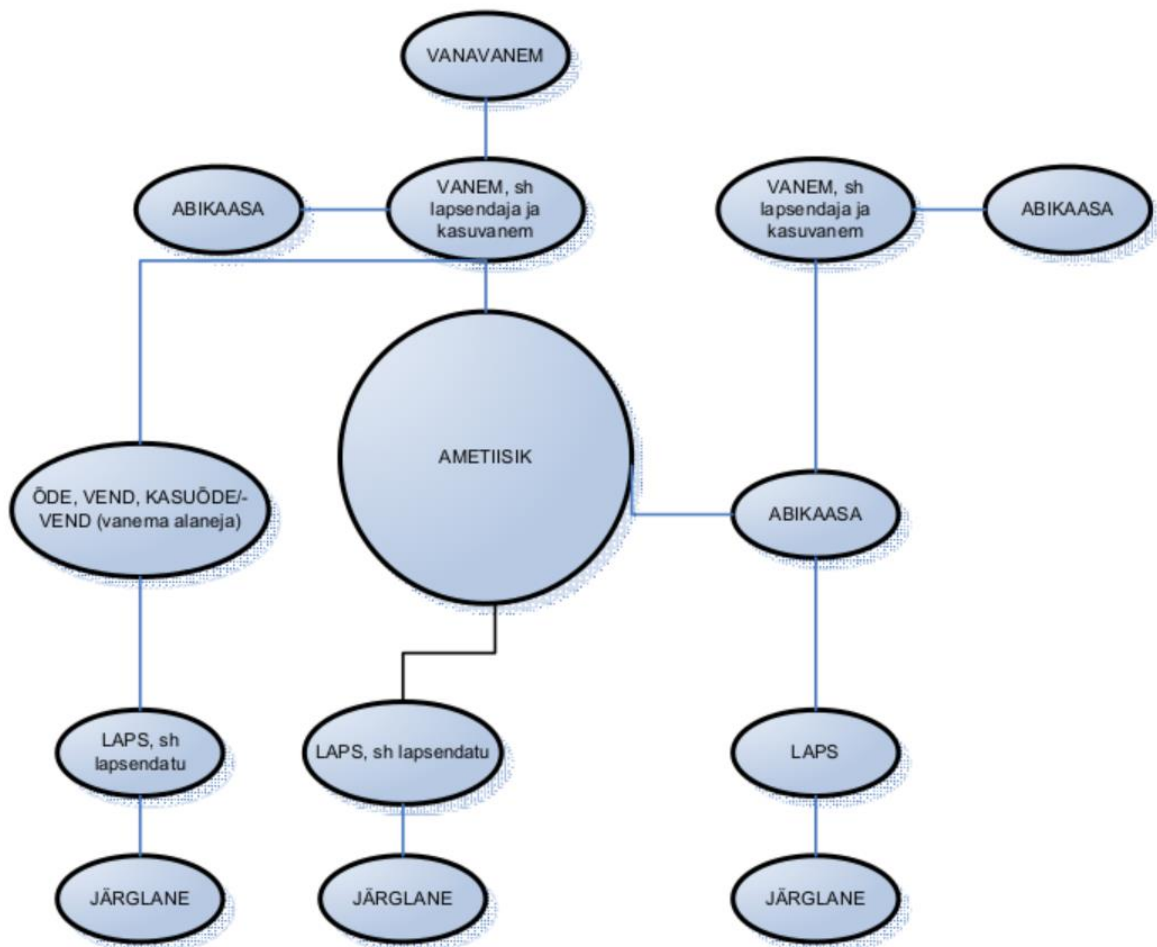 VANAVANEM
ABIKAASA
VANEM, sh
lapsendaja ja
kasuvanem
VANEM, sh
lapsendaja ja
kasuvanem
ABIKAASA
AMETIISIK
ÕDE, VEND, KASUÕDE/-
VEND (vanema alaneja)
ABIKAASA
LAPS, sh
lapsendatu
LAPS, sh lapsendatu
LAPS
JÄRGLANE
JÄRGLANE
JÄRGLANE